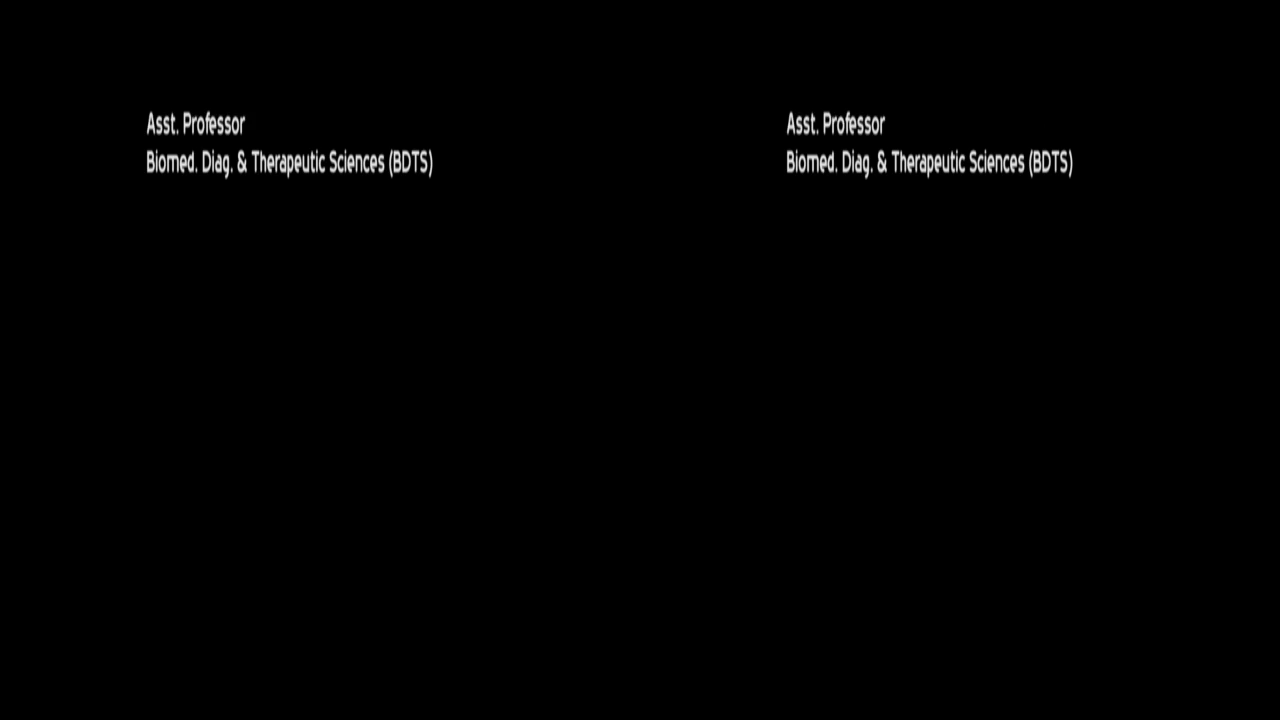 Asst. Professor
Biomed. Diag. & Therapeutic Sciences (BDTS)
Asst. Professor
Biomed. Diag. & Therapeutic Sciences (BDTS)